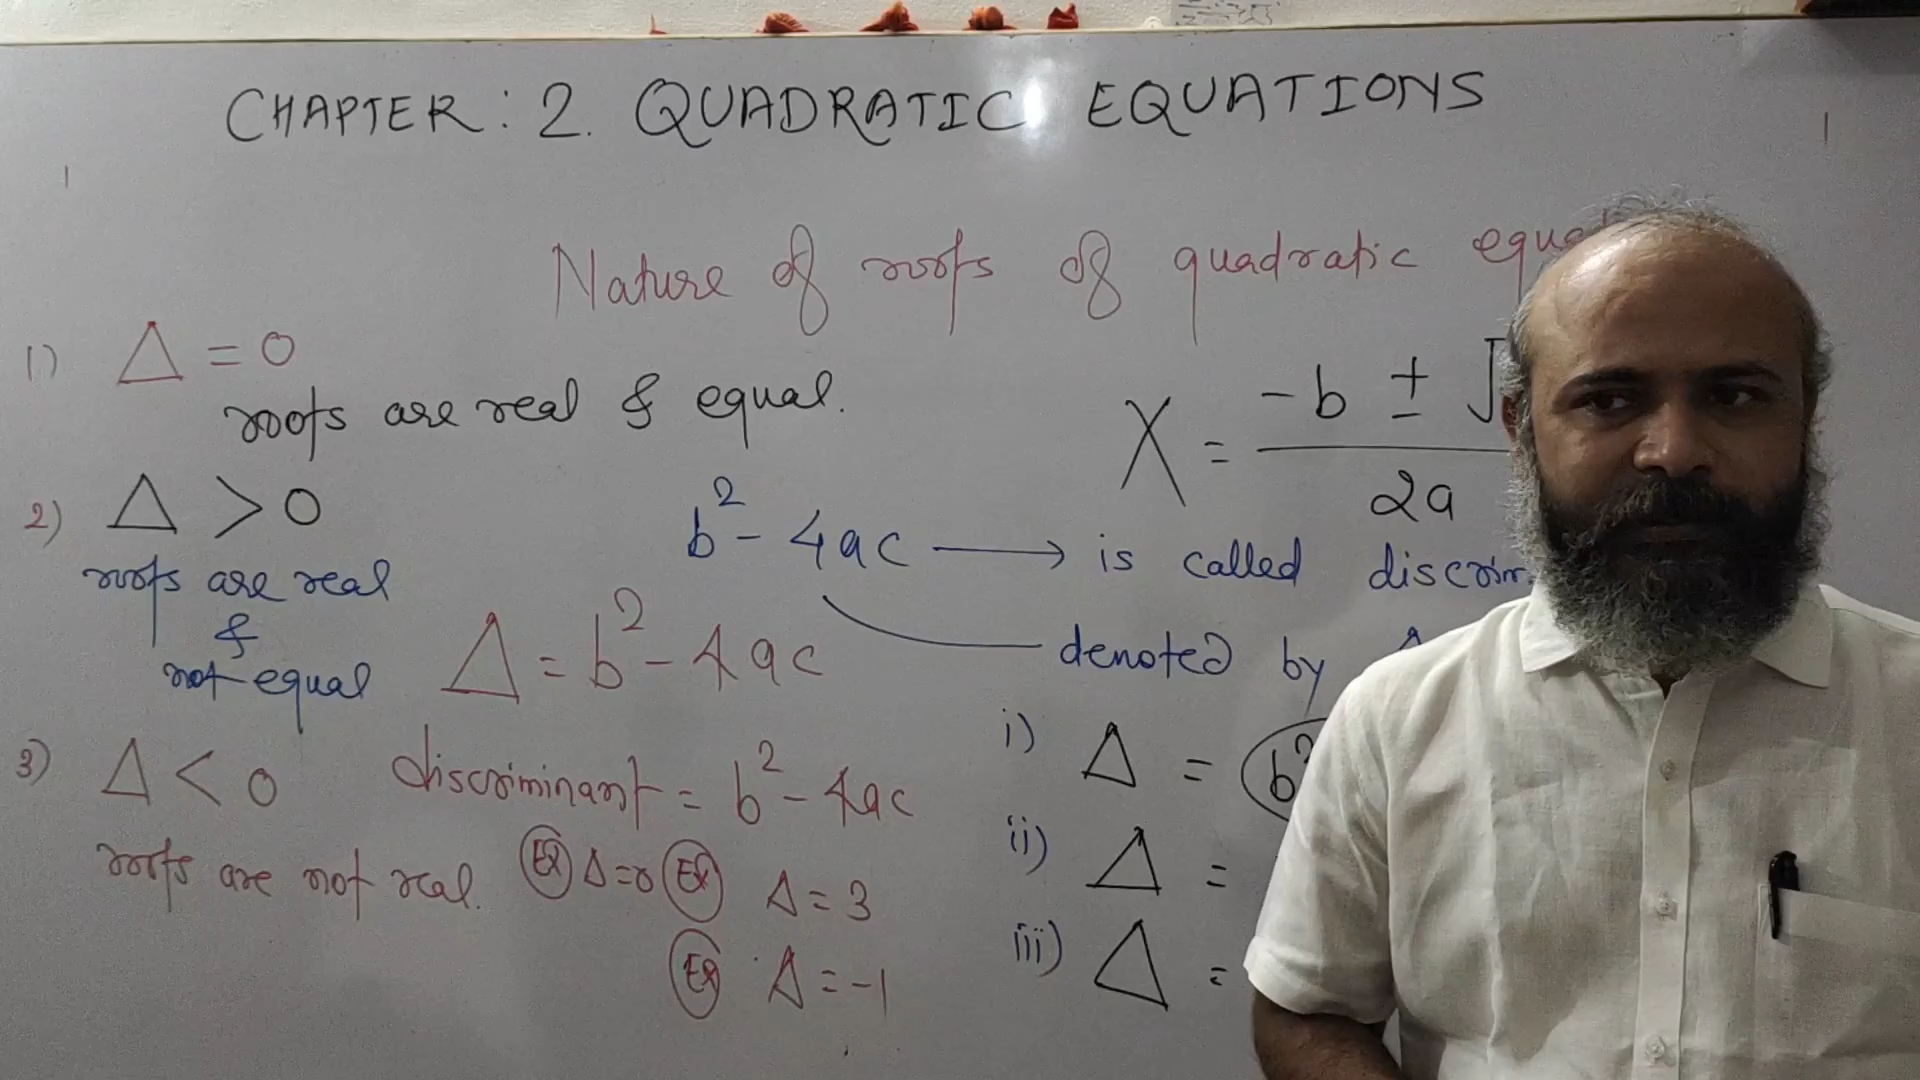 CHAPTER : 2. QUADRATIC EQUATIONS
Nature of roots of quadratic
1) Δ = 0
roots are real & equal.
2) Δ > 0
roots are real
&
not equal
3) Δ < 0
roots are not real.
X = -b ± √
2a
b² - 4ac → is called
denoted by
Δ = b² - 4ac
discriminant = b² - 4ac
Ex Δ=0 Ex Δ = 3
Ex Δ = -1
i) Δ = b²
ii) Δ =
iii) Δ =